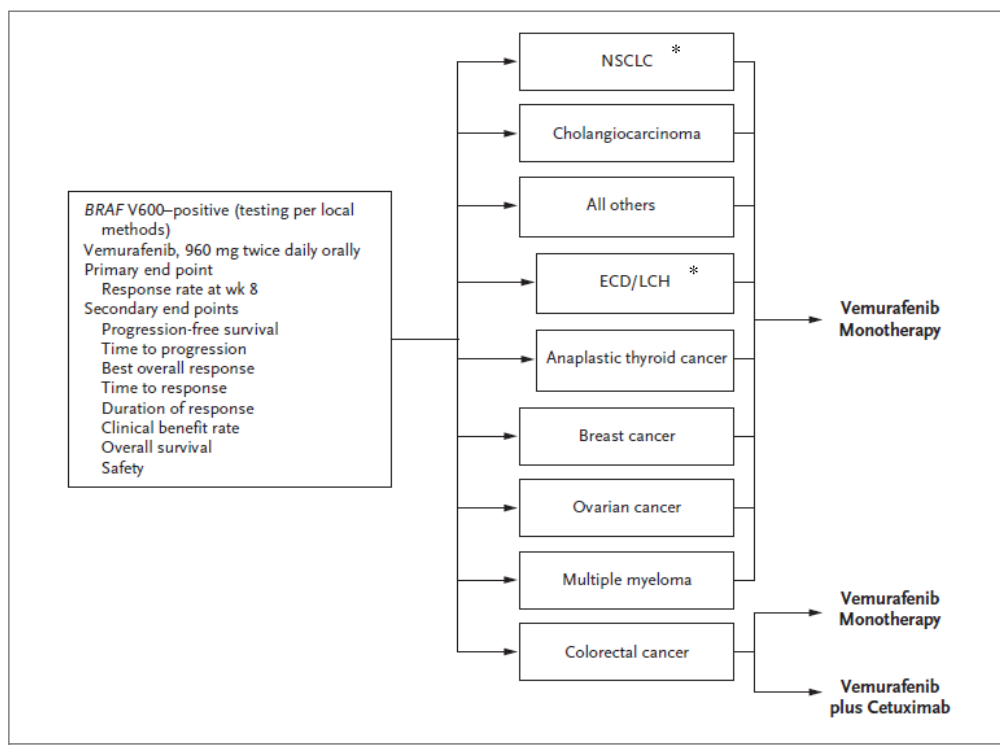 BRAF V600–positive (testing per local
methods)
Vemurafenib, 960 mg twice daily orally
Primary end point
Response rate at wk 8
Secondary end points
Progression-free survival
Time to progression
Best overall response
Time to response
Duration of response
Clinical benefit rate
Overall survival
Safety
NSCLC *
Cholangiocarcinoma
All others
ECD/LCH *
Anaplastic thyroid cancer
Breast cancer
Ovarian cancer
Multiple myeloma
Colorectal cancer
Vemurafenib
Monotherapy
Vemurafenib
Monotherapy
Vemurafenib
plus Cetuximab